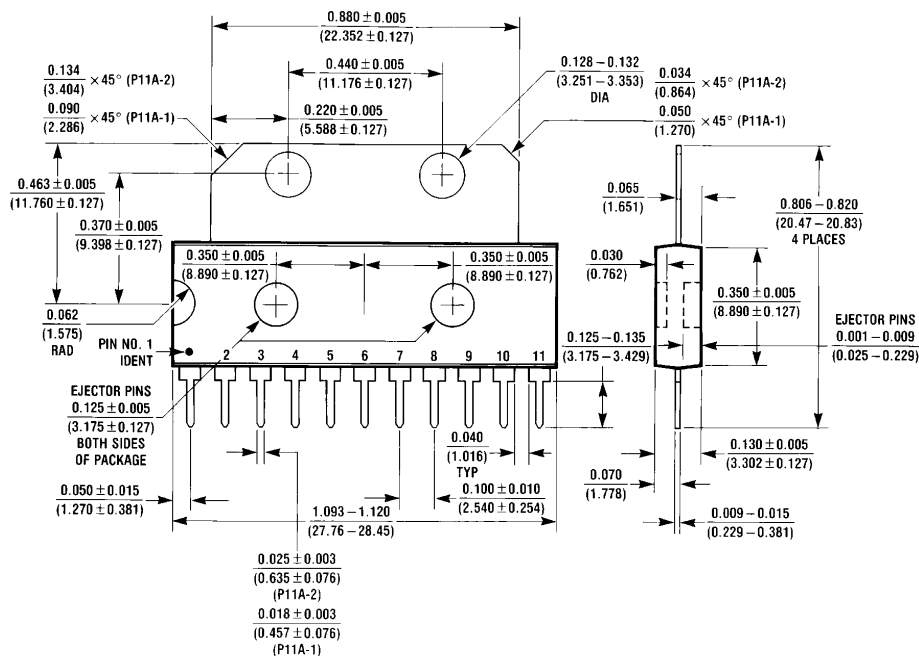 0.880 ± 0.005
(22.352 ± 0.127)
0.134
(3.404)
×45° (P11A-2)
0.440 ± 0.005
(11.176 ± 0.127)
0.128 – 0.132
(3.251 – 3.353)
DIA
0.034
(0.864)
×45° (P11A-2)
0.090
(2.286)
×45° (P11A-1)
0.220 ± 0.005
(5.588 ± 0.127)
0.050
(1.270)
×45° (P11A-1)
0.463 ± 0.005
(11.760 ± 0.127)
0.370 ± 0.005
(9.398 ± 0.127)
0.065
(1.651)
0.806 – 0.820
(20.47 – 20.83)
4 PLACES
0.350 ± 0.005
(8.890 ± 0.127)
0.350 ± 0.005
(8.890 ± 0.127)
0.030
(0.762)
0.350 ± 0.005
(8.890 ± 0.127)
0.062
(1.575)
RAD
PIN NO. 1
IDENT
2 3 4 5 6 7 8 9 10 11
0.125 – 0.135
(3.175 – 3.429)
EJECTOR PINS
0.001 – 0.009
(0.025 – 0.229)
EJECTOR PINS
0.125 ± 0.005
(3.175 ± 0.127)
BOTH SIDES
OF PACKAGE
0.040
(1.016)
TYP
0.130 ± 0.005
(3.302 ± 0.127)
0.050 ± 0.015
(1.270 ± 0.381)
1.093 – 1.120
(27.76 – 28.45)
0.100 ± 0.010
(2.540 ± 0.254)
0.070
(1.778)
0.009 – 0.015
(0.229 – 0.381)
0.025 ± 0.003
(0.635 ± 0.076)
(P11A-2)
0.018 ± 0.003
(0.457 ± 0.076)
(P11A-1)